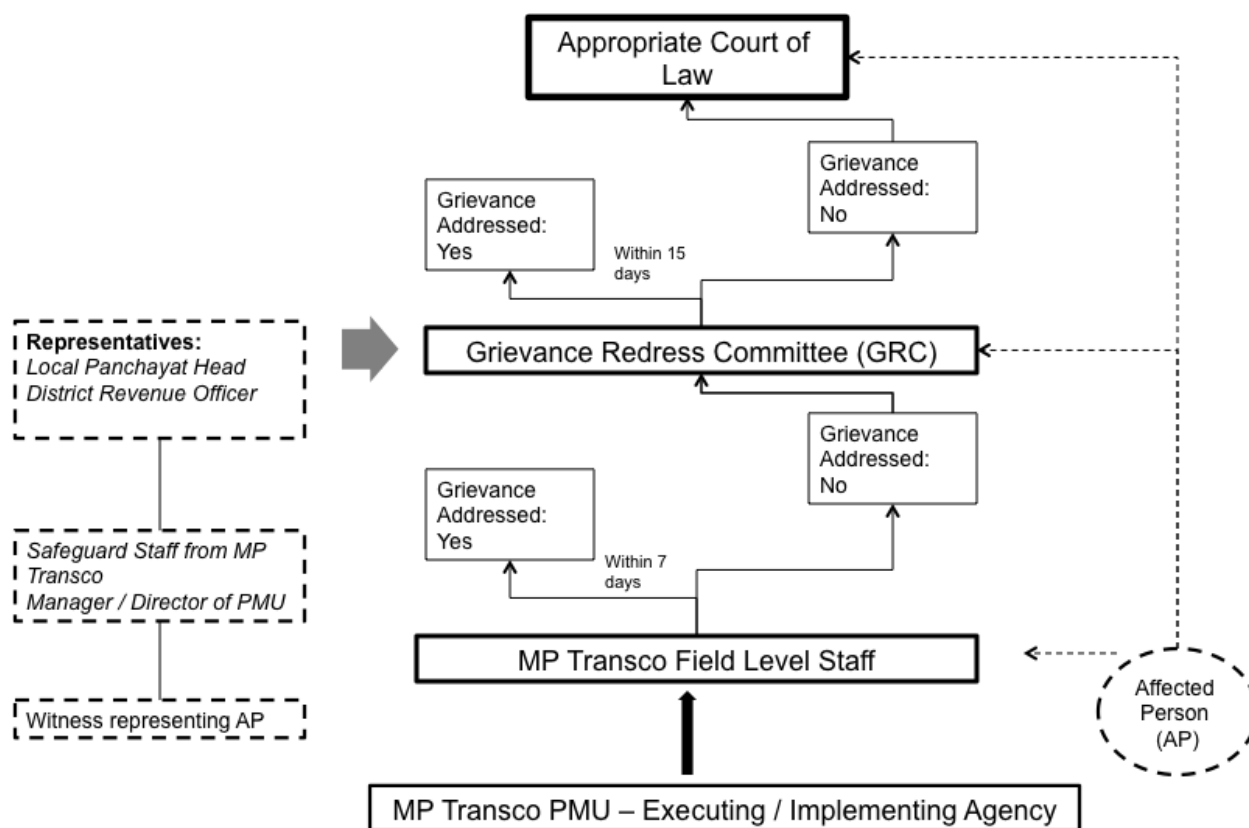 Appropriate Court of
Law
Grievance
Addressed:
No
Grievance
Addressed:
Yes
Within 15
days
Representatives:
Local Panchayat Head
District Revenue Officer
Grievance Redress Committee (GRC)
Grievance
Addressed:
No
Grievance
Addressed:
Yes
Within 7
days
Safeguard Staff from MP
Transco
Manager / Director of PMU
MP Transco Field Level Staff
Witness representing AP
Affected
Person
(AP)
MP Transco PMU – Executing / Implementing Agency